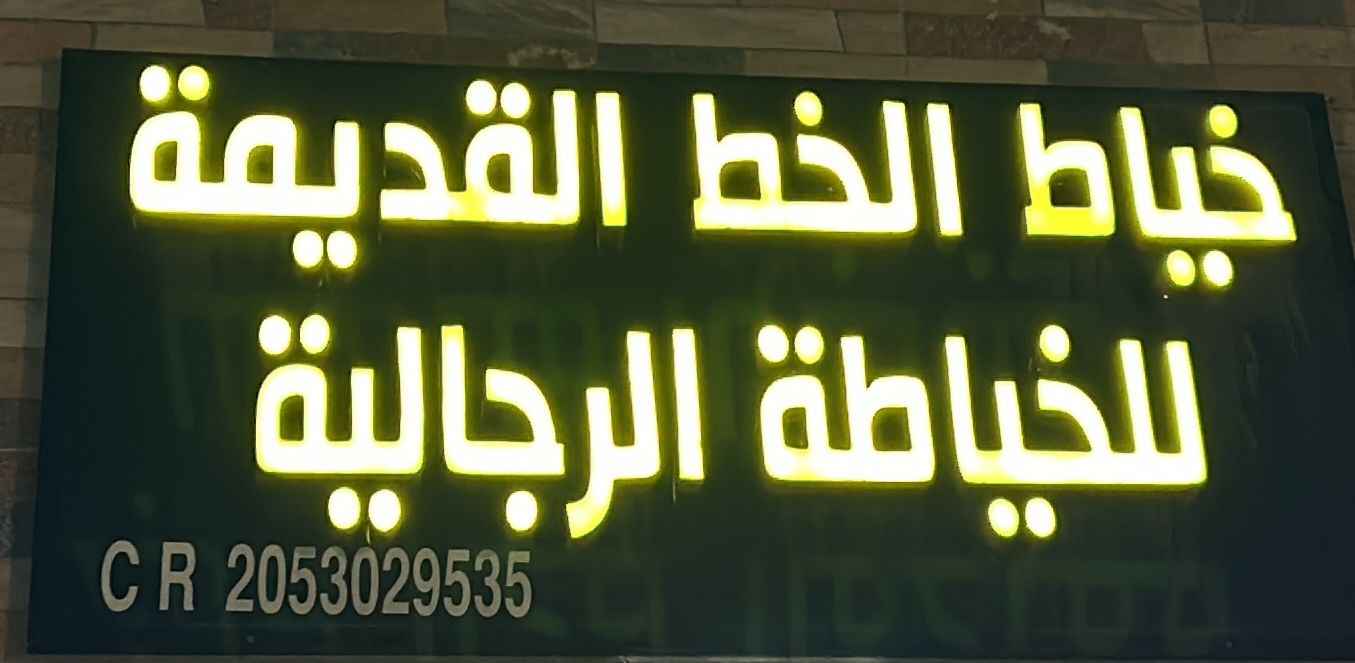 خياط الخط القديمة
للخياطة الرجالية
C R 2053029535